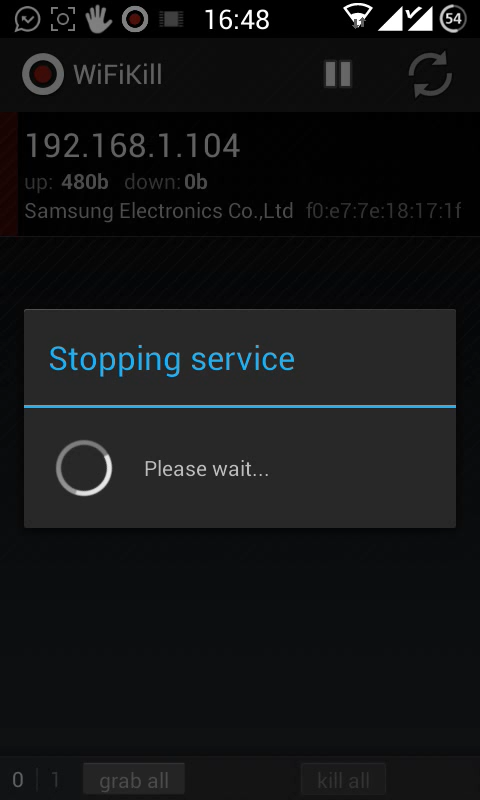 16:48
54
WiFiKill
192.168.1.104
up: 480b down: 0b
Samsung Electronics Co.,Ltd f0:e7:7e:18:17:1f
Stopping service
Please wait...
0 | 1 grab all kill all